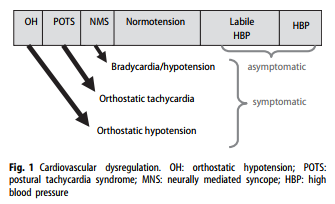 OH POTS NMS Normotension Labile HBP HBP
Bradycardia/hypotension
asymptomatic
Orthostatic tachycardia
symptomatic
Orthostatic hypotension
Fig. 1 Cardiovascular dysregulation. OH: orthostatic hypotension; POTS:
postural tachycardia syndrome; MNS: neurally mediated syncope; HBP: high
blood pressure